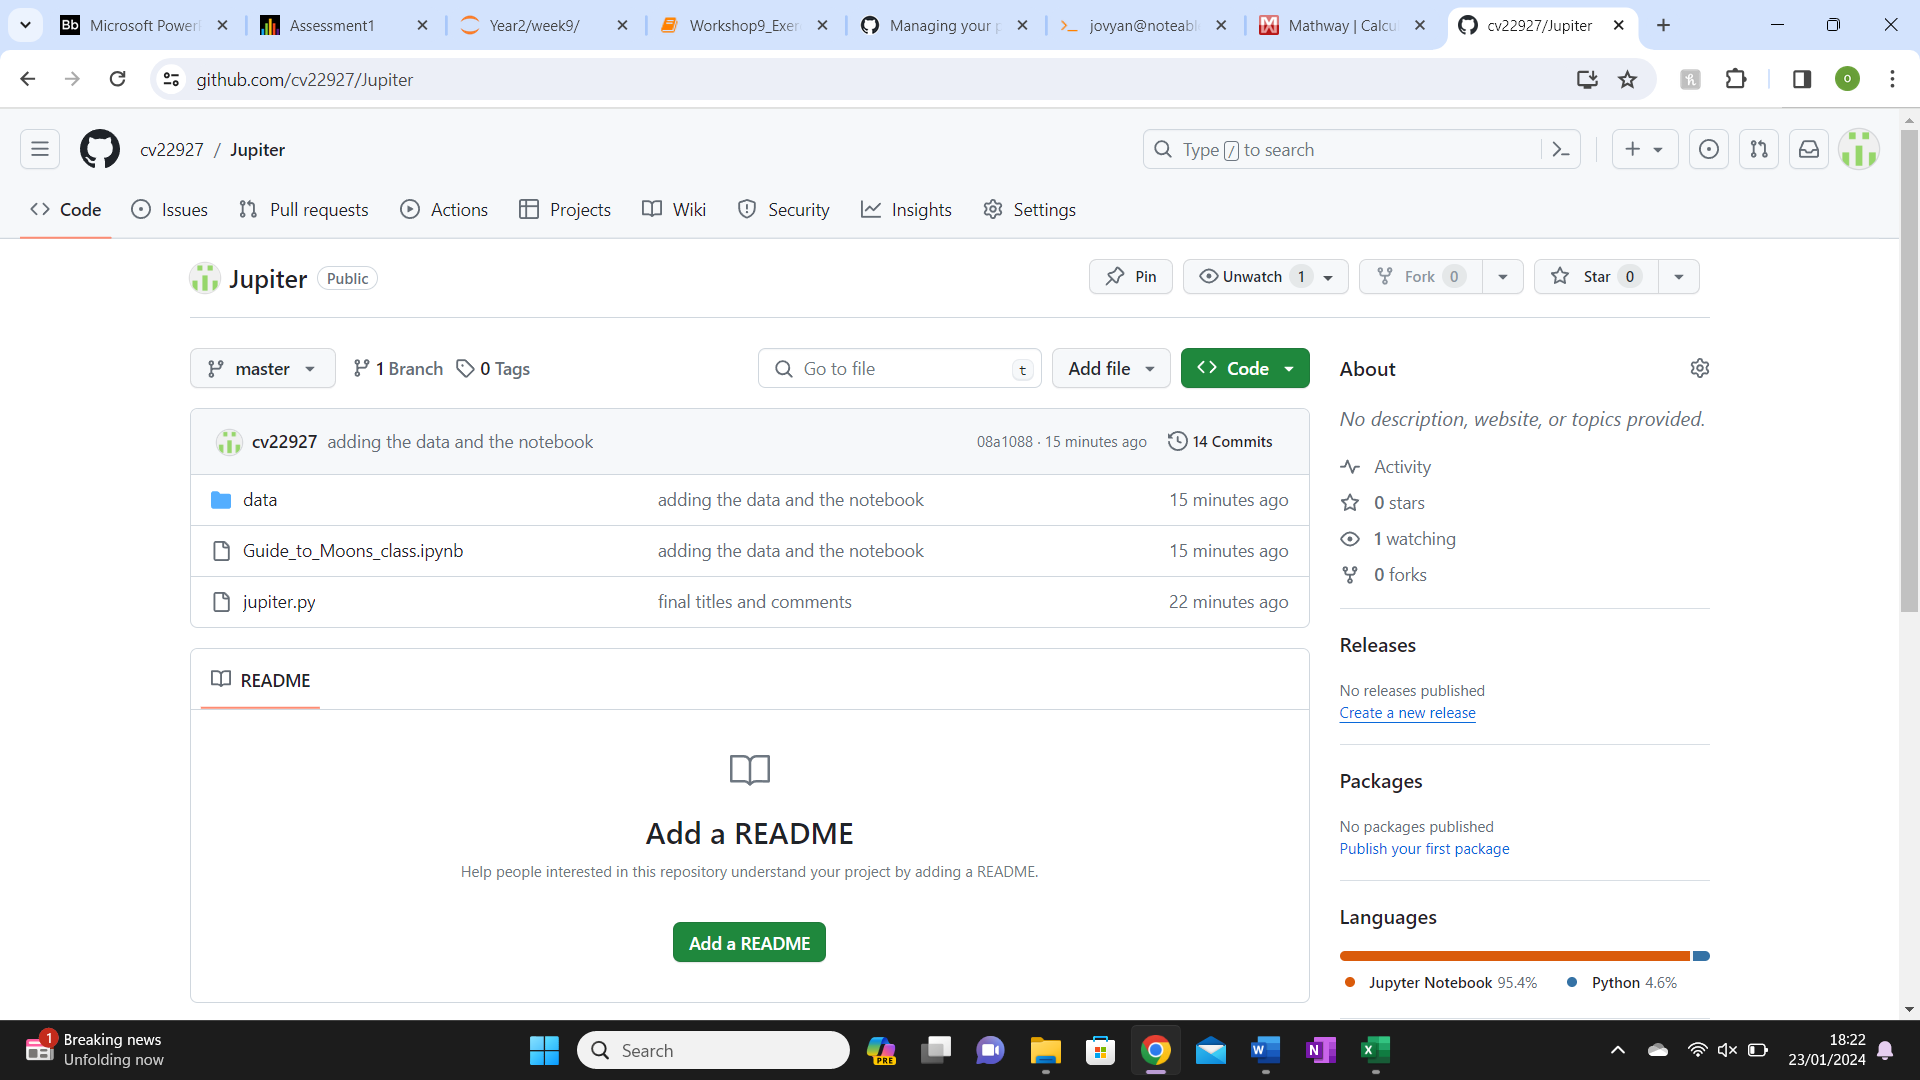 Bb Microsoft PowerP
Assessment1
Year2/week9/
Workshop9_Exer
Managing your p
jovyan@noteable
Mathway | Calcu
cv22927/Jupiter
github.com/cv22927/Jupiter
O
cv22927 / Jupiter
Type / to search
Code
Issues
Pull requests
Actions
Projects
Wiki
Security
Insights
Settings
Jupiter Public
Pin
Unwatch 1
Fork 0
Star 0
master
1 Branch
0 Tags
Go to file t
Add file
Code
cv22927 adding the data and the notebook 08a1088 · 15 minutes ago 14 Commits
data adding the data and the notebook 15 minutes ago
Guide_to_Moons_class.ipynb adding the data and the notebook 15 minutes ago
jupiter.py final titles and comments 22 minutes ago
README
Add a README
Help people interested in this repository understand your project by adding a README.
Add a README
About
No description, website, or topics provided.
Activity
0 stars
1 watching
0 forks
Releases
No releases published
Create a new release
Packages
No packages published
Publish your first package
Languages
Jupyter Notebook 95.4% Python 4.6%
1
Breaking news
Unfolding now
Search
PRE
W
N
X
18:22
23/01/2024